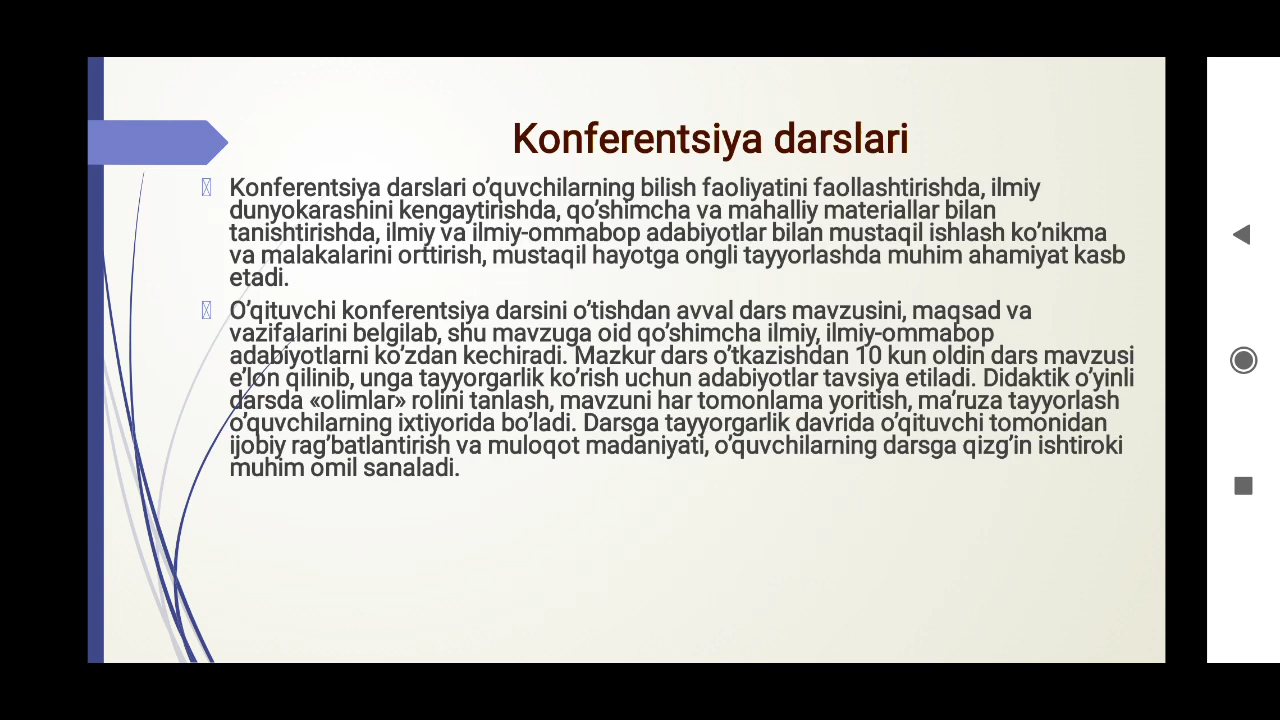 Konferentsiya darslari
Konferentsiya darslari o’quvchilarning bilish faoliyatini faollashtirishda, ilmiy
dunyokarashini kengaytirishda, qo’shimcha va mahalliy materiallar bilan
tanishtirishda, ilmiy va ilmiy-ommabop adabiyotlar bilan mustaqil ishlash ko’nikma
va malakalarini orttirish, mustaqil hayotga ongli tayyorlashda muhim ahamiyat kasb
etadi.
O’qituvchi konferentsiya darsini o’tishdan avval dars mavzusini, maqsad va
vazifalarini belgilab, shu mavzuga oid qo’shimcha ilmiy, ilmiy-ommabop
adabiyotlarni ko’zdan kechiradi. Mazkur dars o’tkazishdan 10 kun oldin dars mavzusi
e’lon qilinib, unga tayyorgarlik ko’rish uchun adabiyotlar tavsiya etiladi. Didaktik o’yinli
darsda «olimlar» rolini tanlash, mavzuni har tomonlama yoritish, ma’ruza tayyorlash
o’quvchilarning ixtiyorida bo’ladi. Darsga tayyorgarlik davrida o’qituvchi tomonidan
ijobiy rag’batlantirish va muloqot madaniyati, o’quvchilarning darsga qizg’in ishtiroki
muhim omil sanaladi.